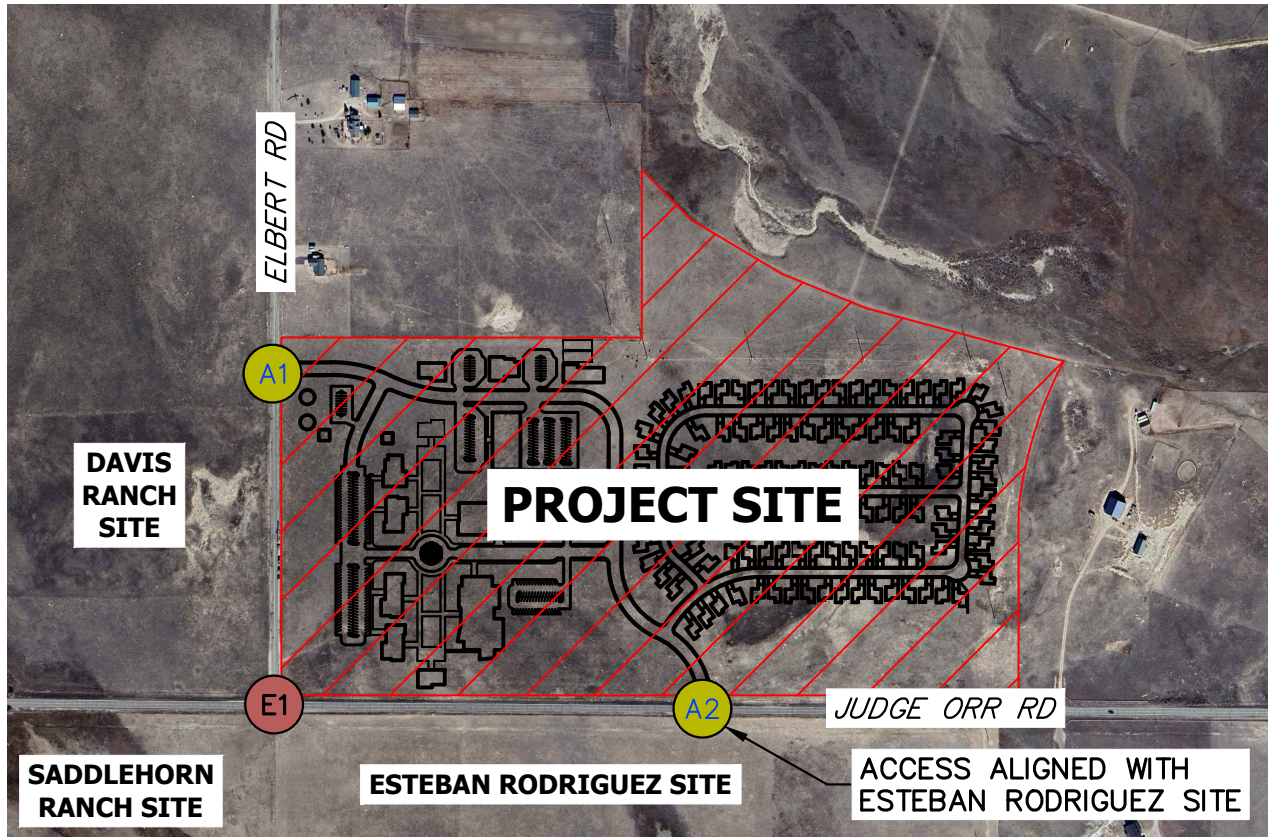 ELBERT RD
A1
DAVIS
RANCH
SITE
PROJECT SITE
E1
A2
JUDGE ORR RD
SADDLEHORN
RANCH SITE
ESTEBAN RODRIGUEZ SITE
ACCESS ALIGNED WITH
ESTEBAN RODRIGUEZ SITE